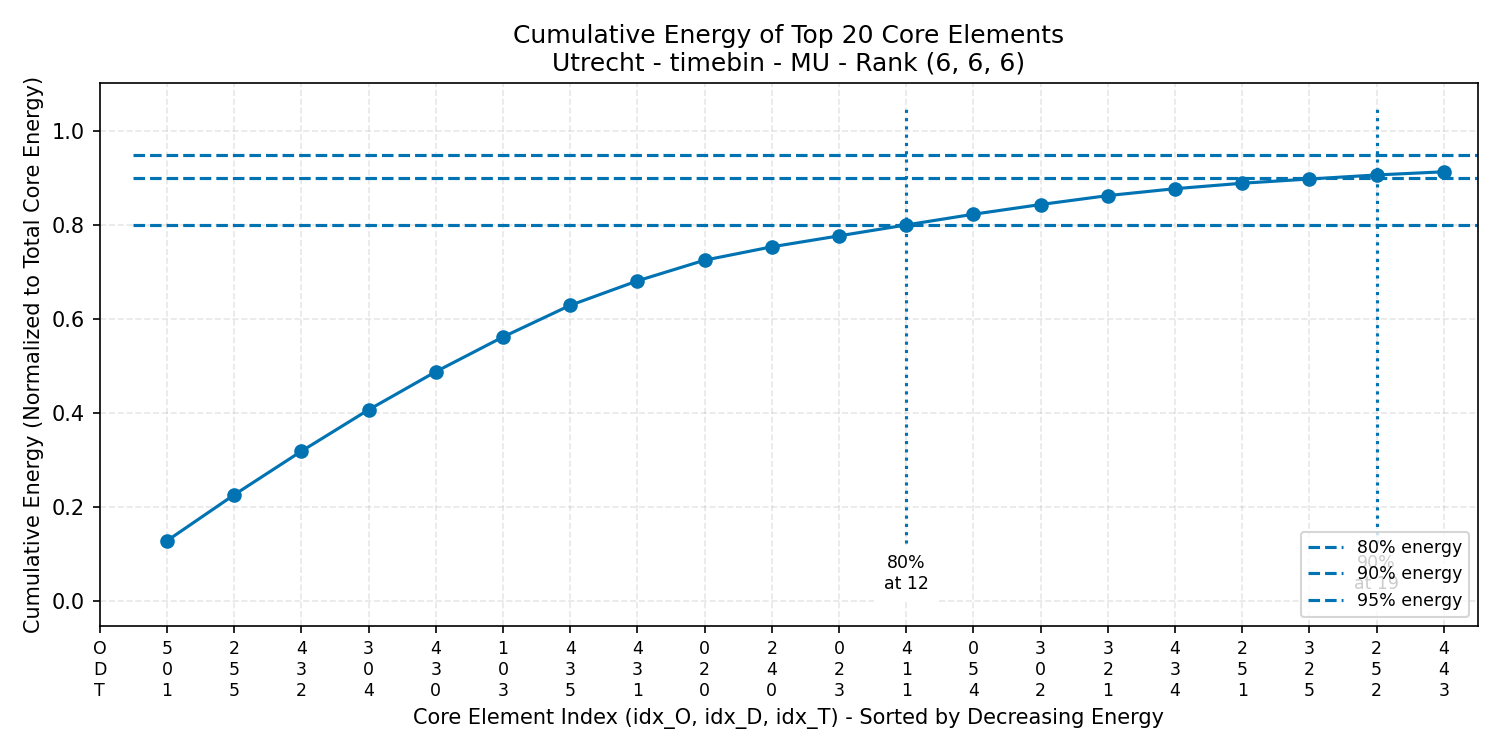 Cumulative Energy of Top 20 Core Elements
Utrecht - timebin - MU - Rank (6, 6, 6)
Cumulative Energy (Normalized to Total Core Energy)
1.0
0.8
0.6
0.4
0.2
0.0
80%
at 12
90%
at 19
80% energy
90% energy
95% energy
O 5 2 4 3 4 1 4 4 0 2 0 4 0 3 3 4 2 3 2 4
D 0 5 3 0 3 0 3 3 2 4 2 1 5 0 2 3 5 2 5 4
T 1 5 2 4 0 3 5 1 0 0 3 1 4 2 1 4 1 5 2 3
Core Element Index (idx_O, idx_D, idx_T) - Sorted by Decreasing Energy